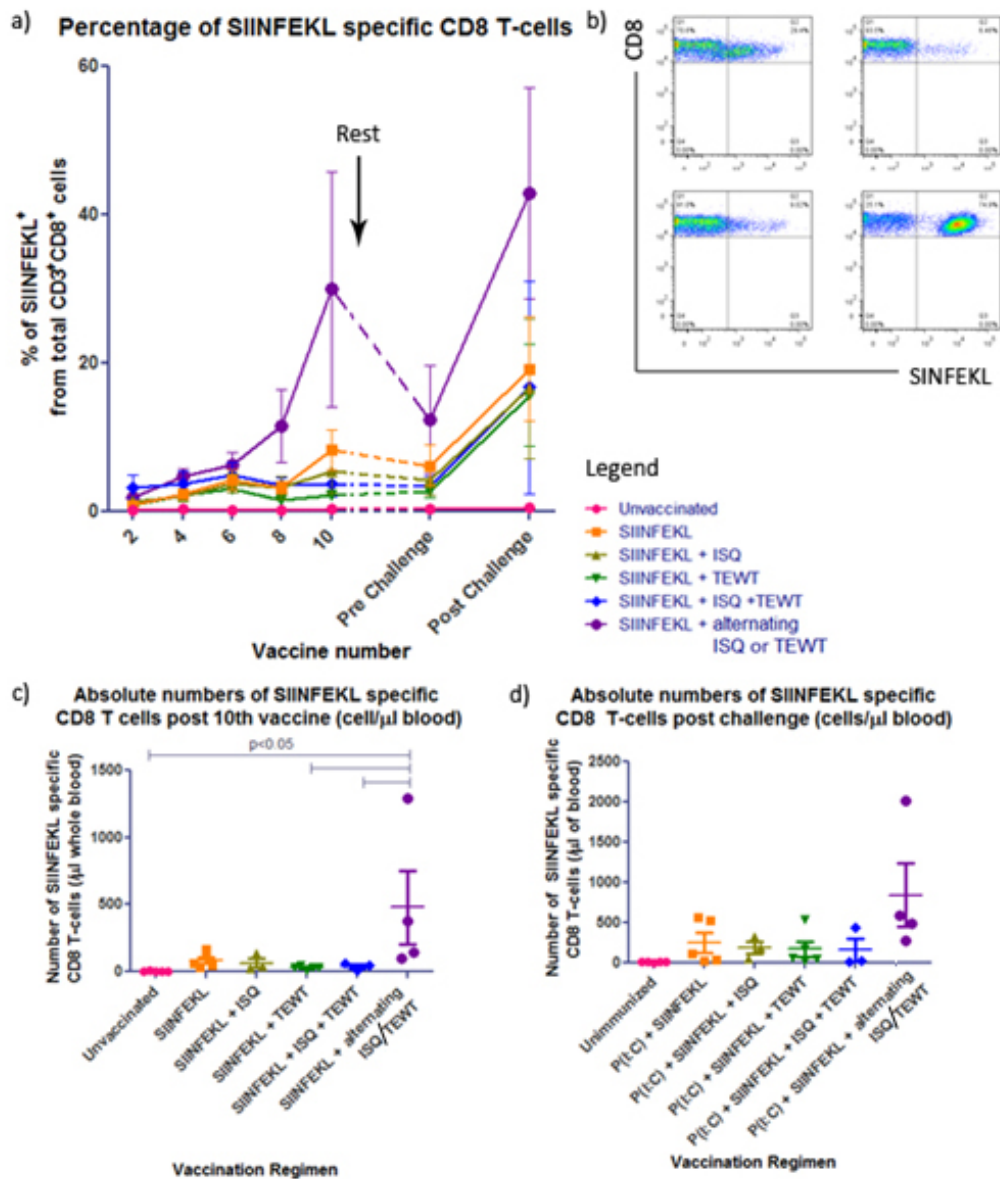 a)
Percentage of SIINFEKL specific CD8 T-cells
% of SIINFEKL+
from total CD3+CD8+ cells
60
40
20
0
Rest
2
4
6
8
10
Pre Challenge
Post Challenge
Vaccine number
b)
CD8
SINFEKL
Legend
Unvaccinated
SIINFEKL
SIINFEKL + ISQ
SIINFEKL + TEWT
SIINFEKL + ISQ +TEWT
SIINFEKL + alternating
ISQ or TEWT
c)
Absolute numbers of SIINFEKL specific
CD8 T cells post 10th vaccine (cell/µl blood)
p<0.05
Number of SIINFEKL specific
CD8 T-cells (/µl whole blood)
1500
1000
500
0
Unvaccinated
SIINFEKL
SIINFEKL + ISQ
SIINFEKL + TEWT
SIINFEKL + ISQ + TEWT
SIINFEKL + alternating
ISQ/TEWT
Vaccination Regimen
d)
Absolute numbers of SIINFEKL specific
CD8 T-cells post challenge (cells/µl blood)
Number of SIINFEKL specific
CD8 T-cells (/µl of blood)
2500
2000
1500
1000
500
0
Unimmunized
P(I:C) + SIINFEKL
P(I:C) + SIINFEKL + ISQ
P(I:C) + SIINFEKL + TEWT
P(I:C) + SIINFEKL + ISQ + TEWT
P(I:C) + SIINFEKL + alternating
ISQ/TEWT
Vaccination Regimen